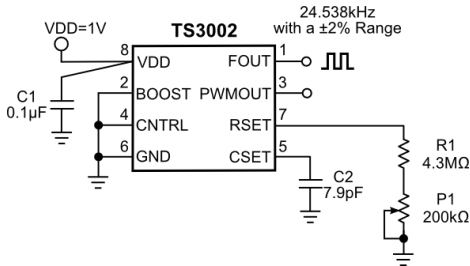 24.538kHz
with a ±2% Range
VDD=1V
TS3002
8
VDD
FOUT
1
2
BOOST
PWMOUT
3
4
CNTRL
RSET
7
6
GND
CSET
5
C1
0.1µF
C2
7.9pF
R1
4.3MΩ
P1
200kΩ